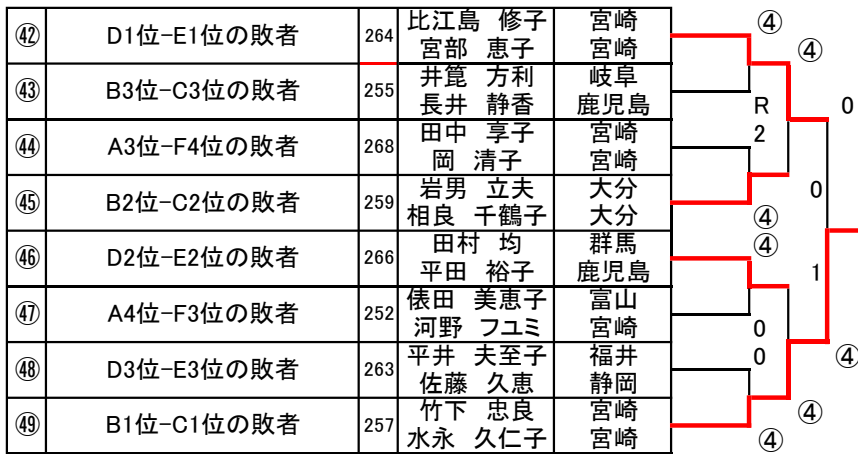 ㊷ D1位-E1位の敗者 264 比江島 修子 宮崎
宮部 恵子 宮崎
㊸ B3位-C3位の敗者 255 井箟 方利 岐阜
長井 静香 鹿児島
㊹ A3位-F4位の敗者 268 田中 享子 宮崎
岡 清子 宮崎
㊺ B2位-C2位の敗者 259 岩男 立夫 大分
相良 千鶴子 大分
㊻ D2位-E2位の敗者 266 田村 均 群馬
平田 裕子 鹿児島
㊼ A4位-F3位の敗者 252 俵田 美恵子 富山
河野 フユミ 宮崎
㊽ D3位-E3位の敗者 263 平井 夫至子 福井
佐藤 久恵 静岡
㊾ B1位-C1位の敗者 257 竹下 忠良 宮崎
水永 久仁子 宮崎
④
④
R
0
2
0
④
④
1
0
0
④
④
④